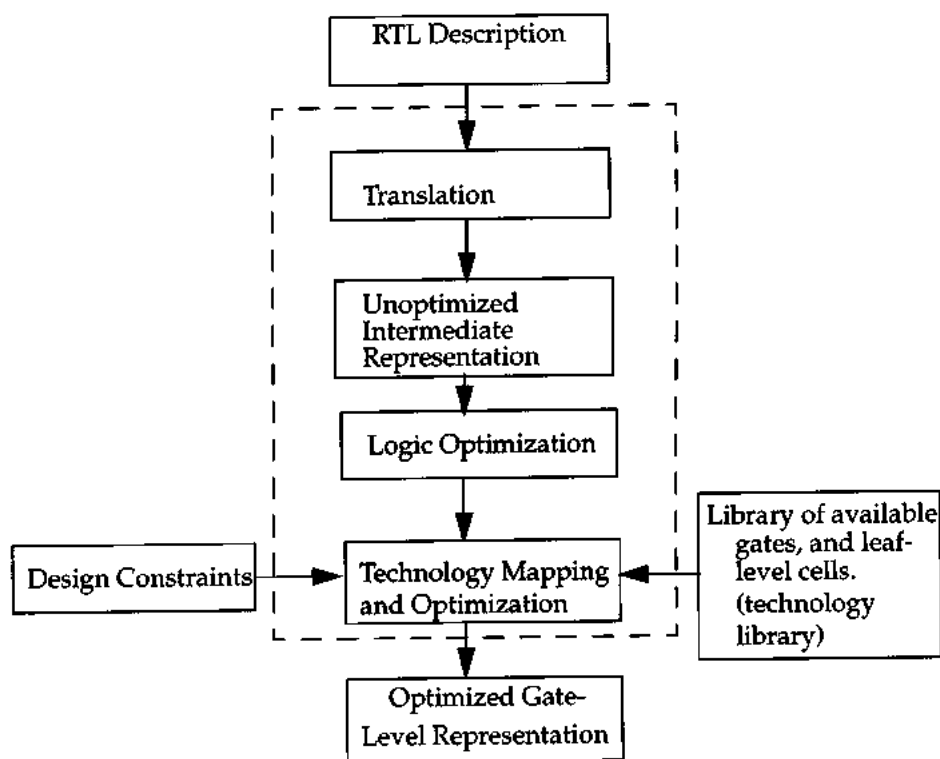 RTL Description
Translation
Unoptimized
Intermediate
Representation
Logic Optimization
Library of available
gates, and leaf-
level cells.
(technology
library)
Design Constraints
Technology Mapping
and Optimization
Optimized Gate-
Level Representation